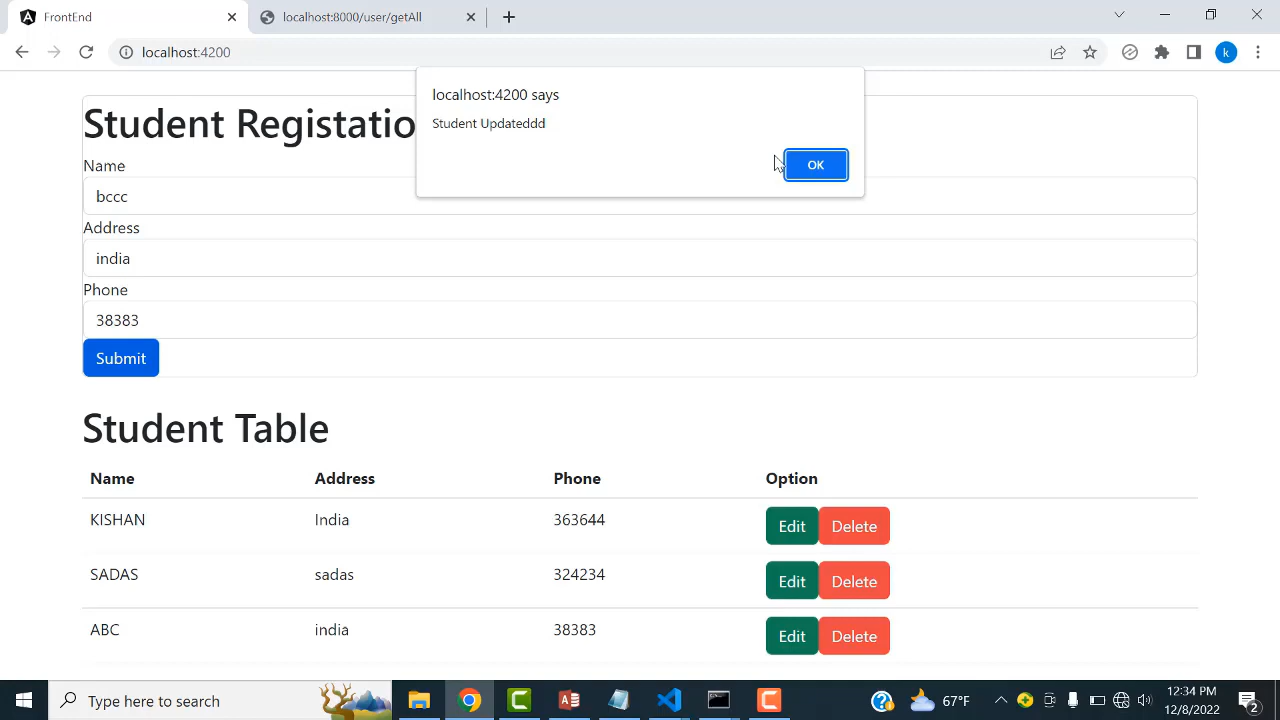 FrontEnd
localhost:8000/user/getAll
localhost:4200
k
localhost:4200 says
Student Updateddd
OK
Student Registatio
Name
bccc
Address
india
Phone
38383
Submit
Student Table
Name Address Phone Option
KISHAN India 363644 Edit Delete
SADAS sadas 324234 Edit Delete
ABC india 38383 Edit Delete
Type here to search
67°F
12:34 PM
12/8/2022
2